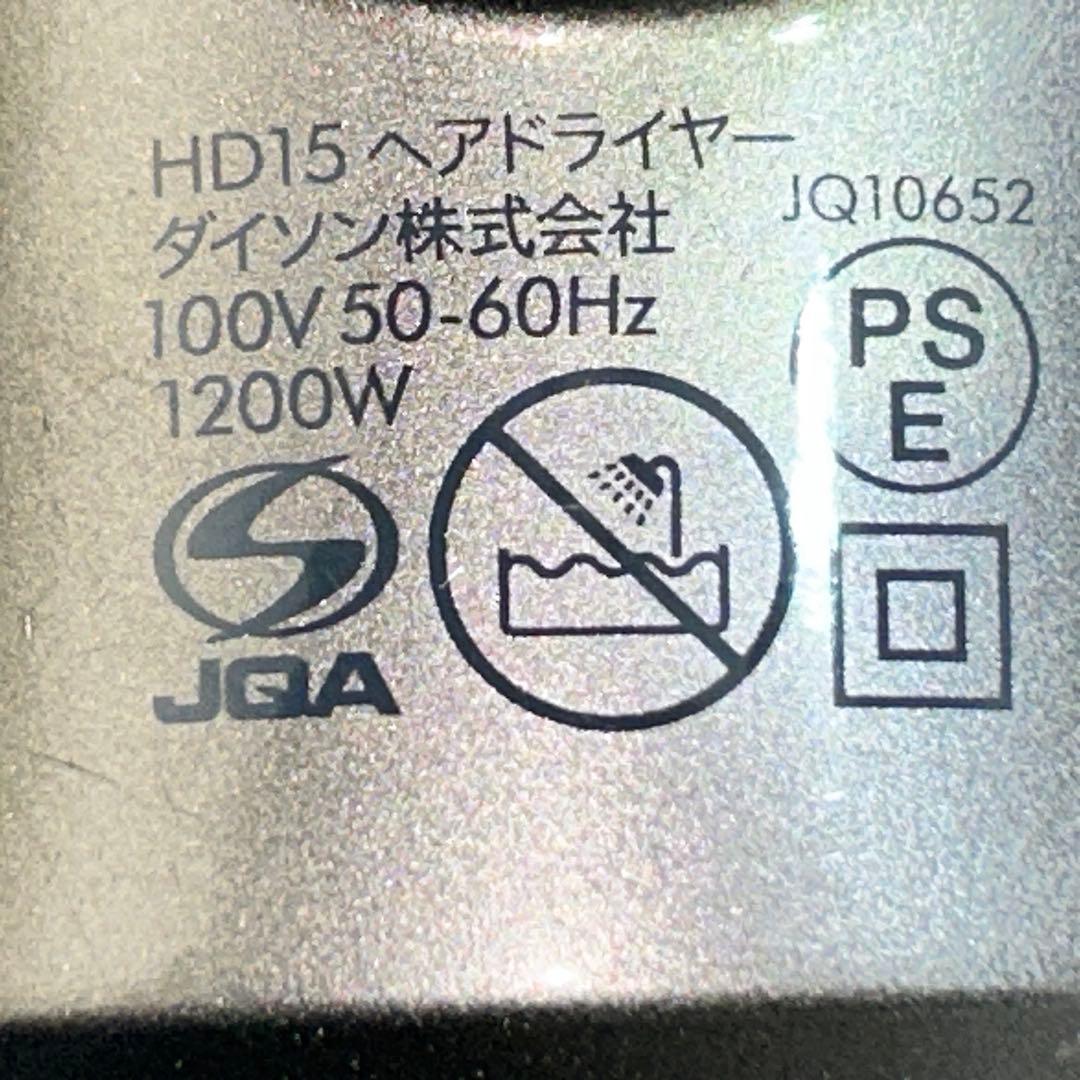 HD15 ヘアドライヤー
ダイソン株式会社
100V 50-60Hz
1200W
JQ10652
PS
E
JQA